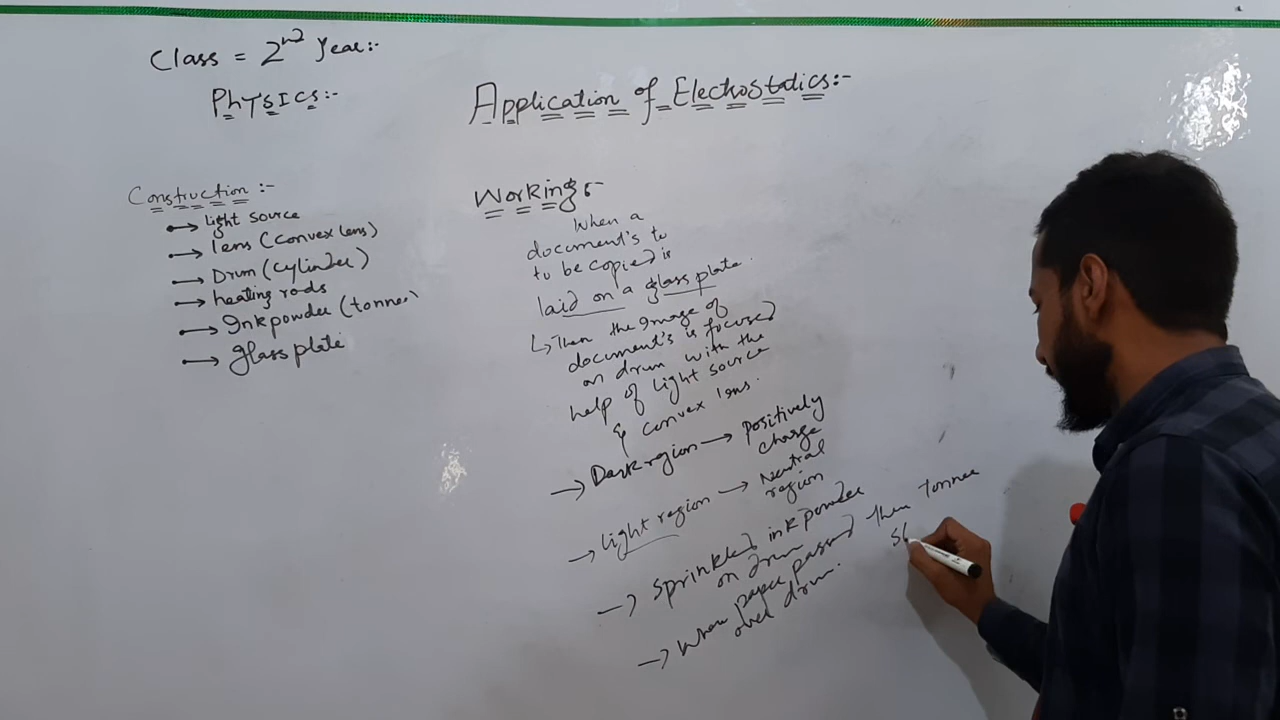 Class = 2nd year:-
PhYSICS:-
Application of Electrostatics:-
Construction :-
→ light source
→ lens (convex lens)
→ Drum (cylinder)
→ heating rods
→ Inkpowder (tonner)
→ glass plate
Working:-
When a
document's to
to be copied is
laid on a glass plate.
↳ Then the Image of
document's is focused
on drum with the
help of light source
& convex lens.
→ Dark region → positively
charge
→ light region → Neutral
region
→ sprinkled inkpowder
on drum
→ When paper passed then tonner
over drum.